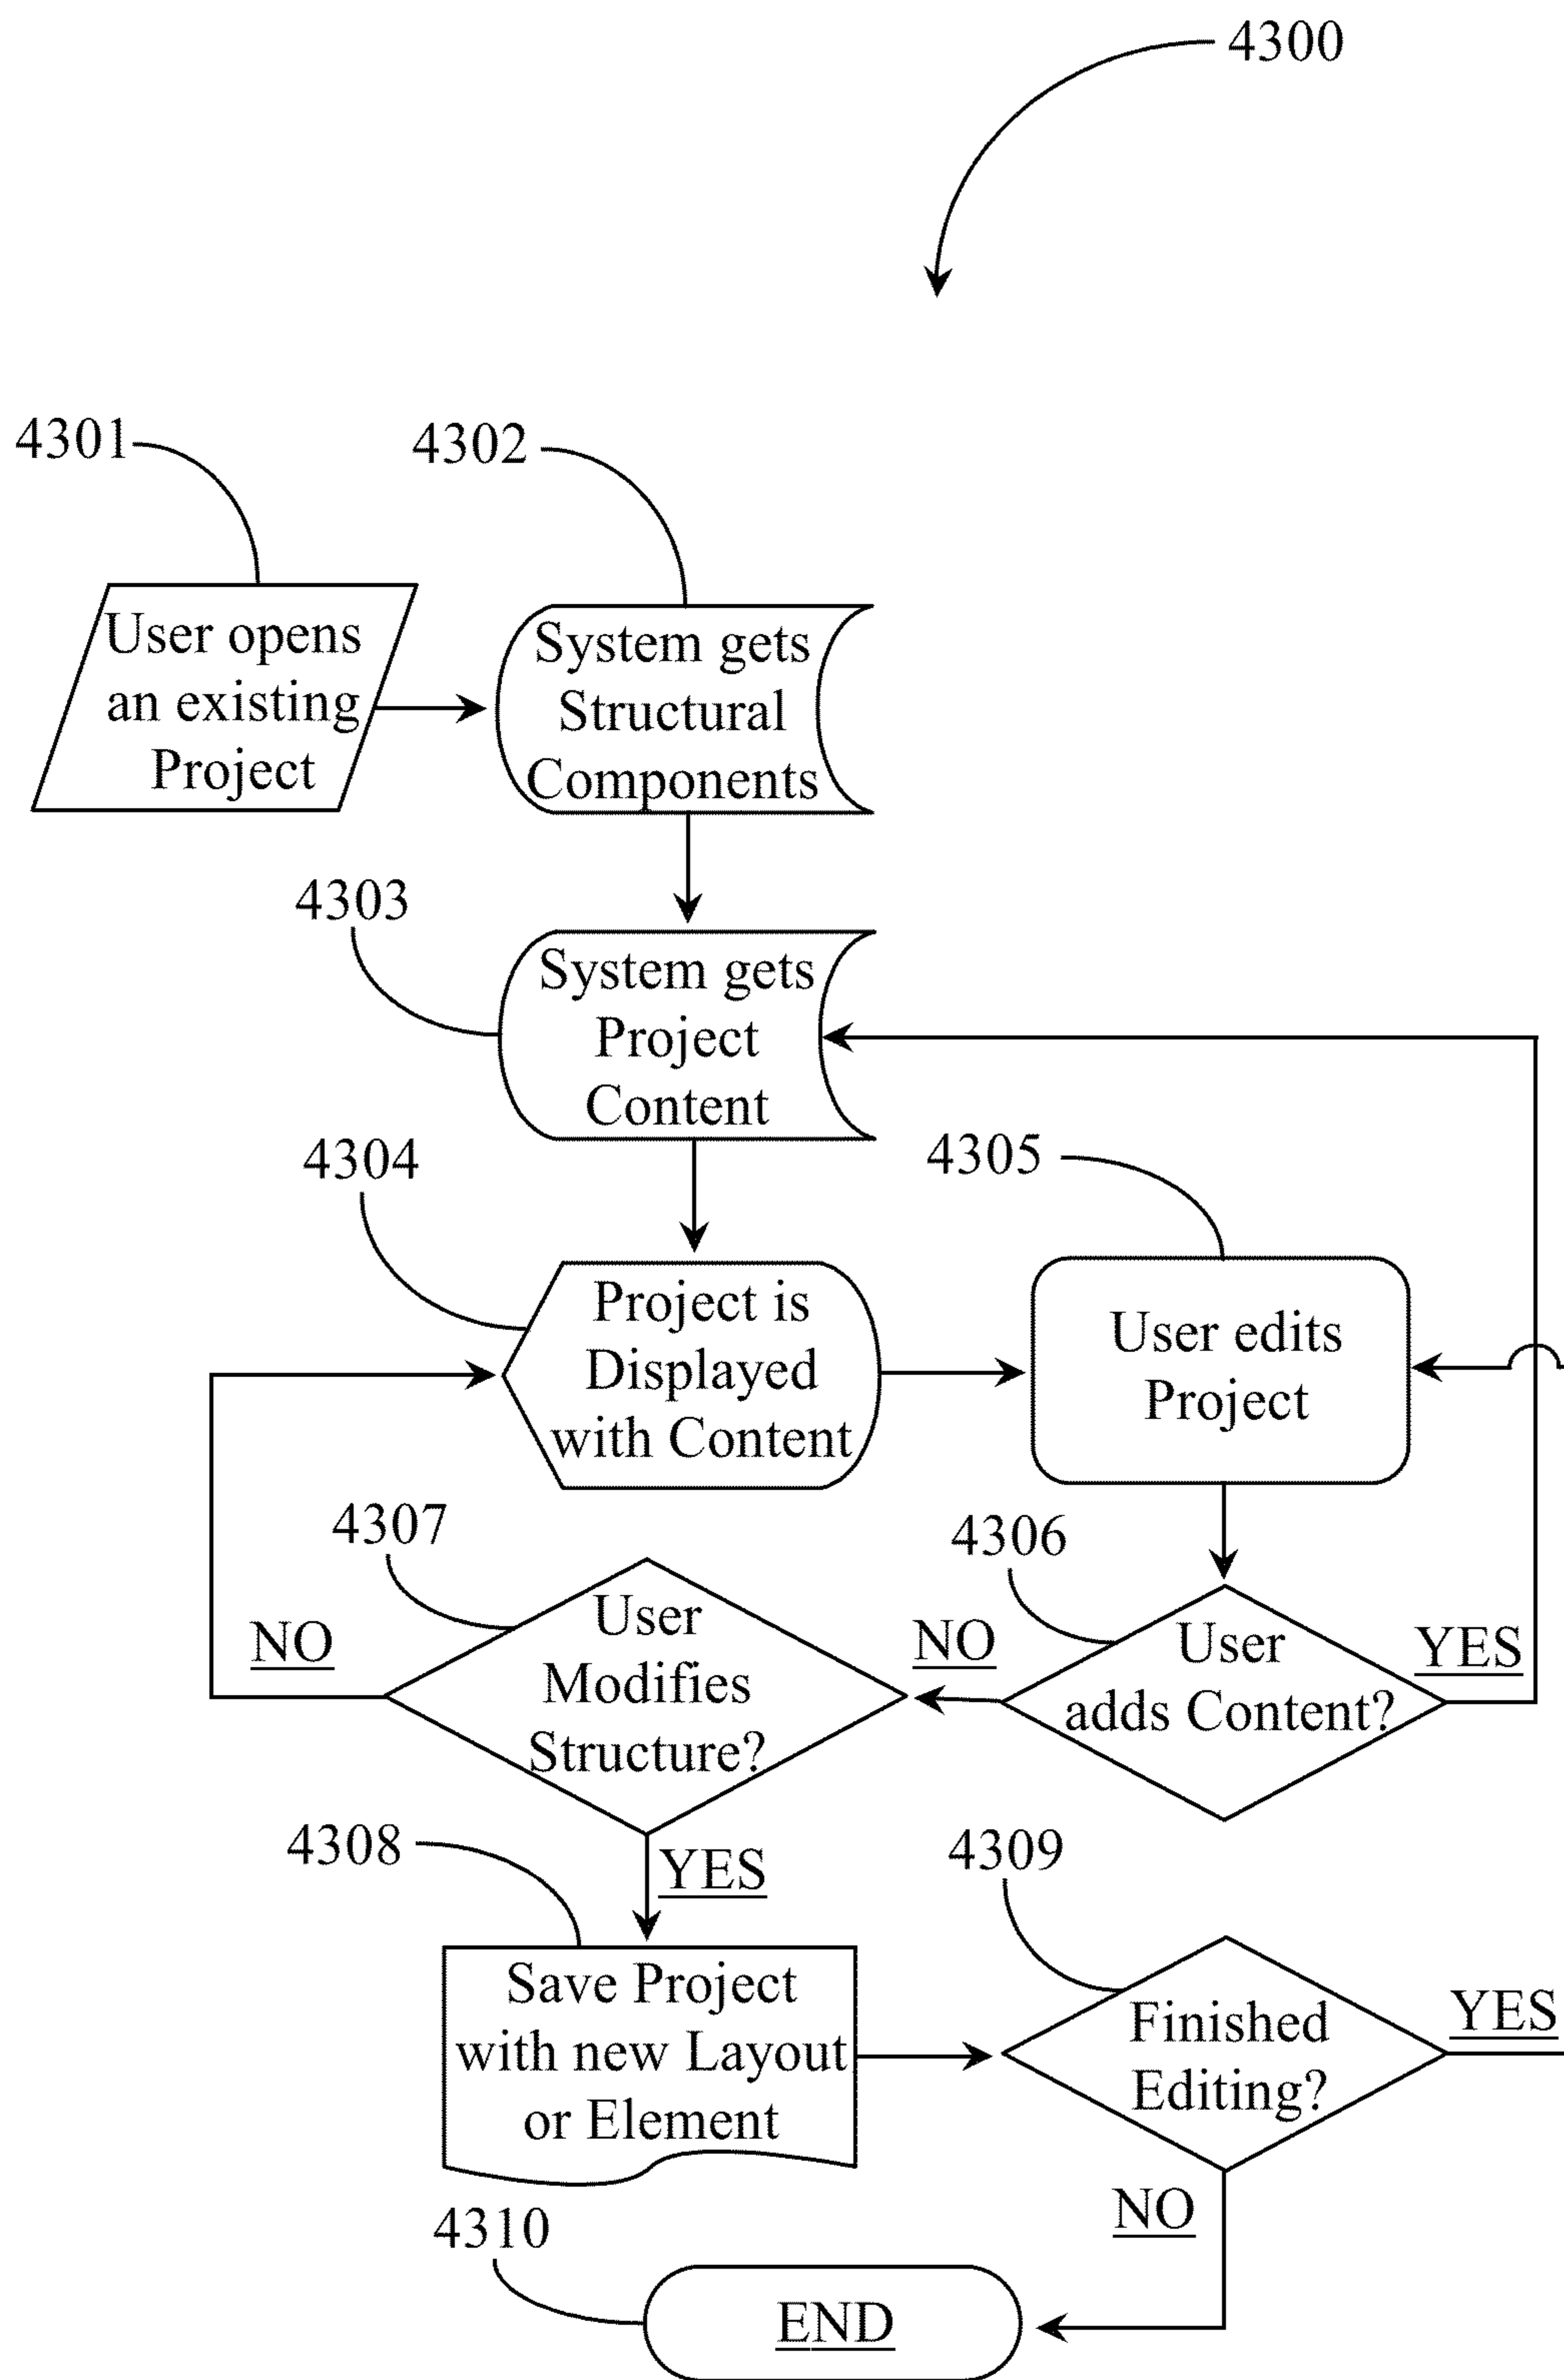 4300
4301
4302
User opens
an existing
Project
System gets
Structural
Components
4303
System gets
Project
Content
4304
4305
Project is
Displayed
with Content
User edits
Project
4307
4306
NO
User
Modifies
Structure?
NO
User
adds Content?
YES
4308
YES
4309
Save Project
with new Layout
or Element
Finished
Editing?
YES
NO
4310
END